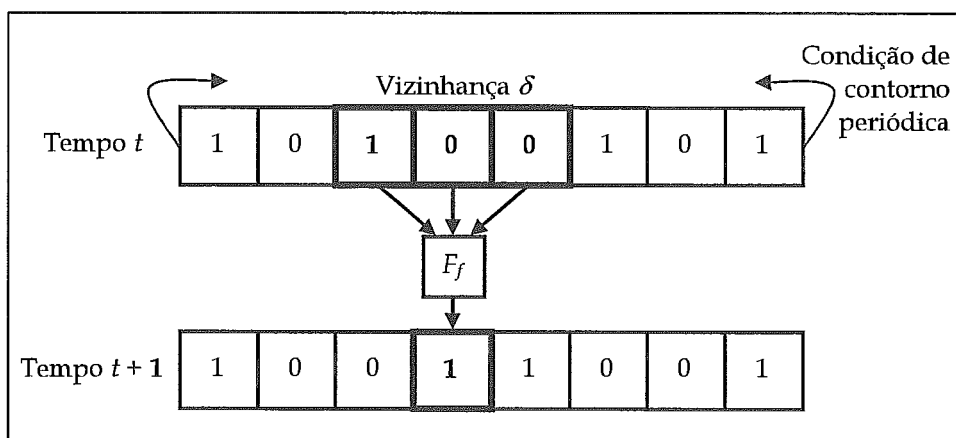 Condição de
contorno
periódica
Vizinhança δ
Tempo t 1 0 1 0 0 1 0 1
F_f
Tempo t + 1 1 0 0 1 1 0 0 1